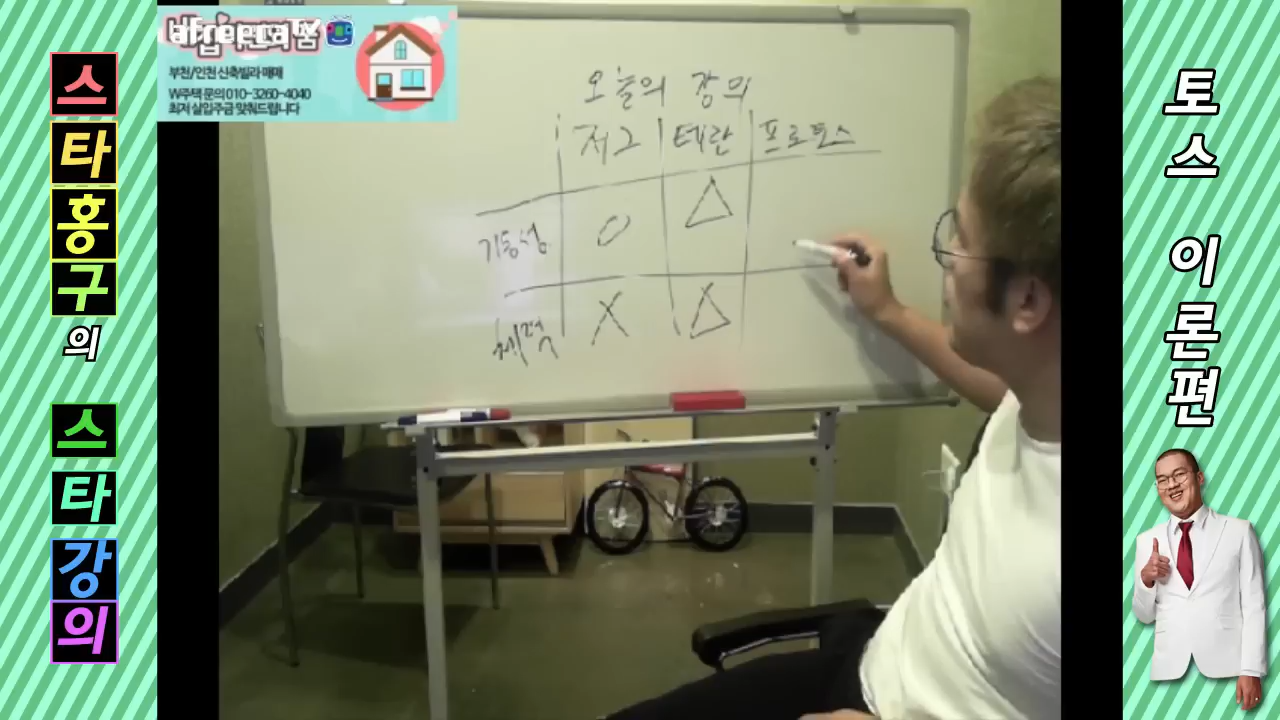 스타홍구의 스타강의
afreecaTV
부천/인천 신축빌라 매매
W주택 문의 010-3260-4040
최저 실입주금 맞춰드립니다
오늘의 강의
저그 테란 프로토스
기동성 O △
체력 X △
토스 이론편